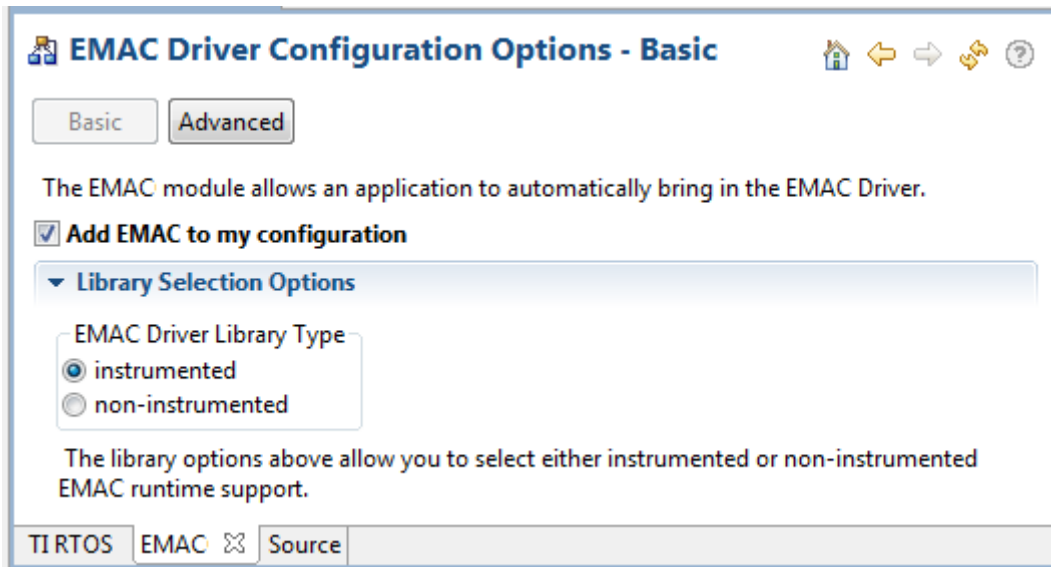 EMAC Driver Configuration Options - Basic
Basic Advanced
The EMAC module allows an application to automatically bring in the EMAC Driver.
Add EMAC to my configuration
Library Selection Options
EMAC Driver Library Type
instrumented
non-instrumented
The library options above allow you to select either instrumented or non-instrumented
EMAC runtime support.
TI RTOS EMAC Source